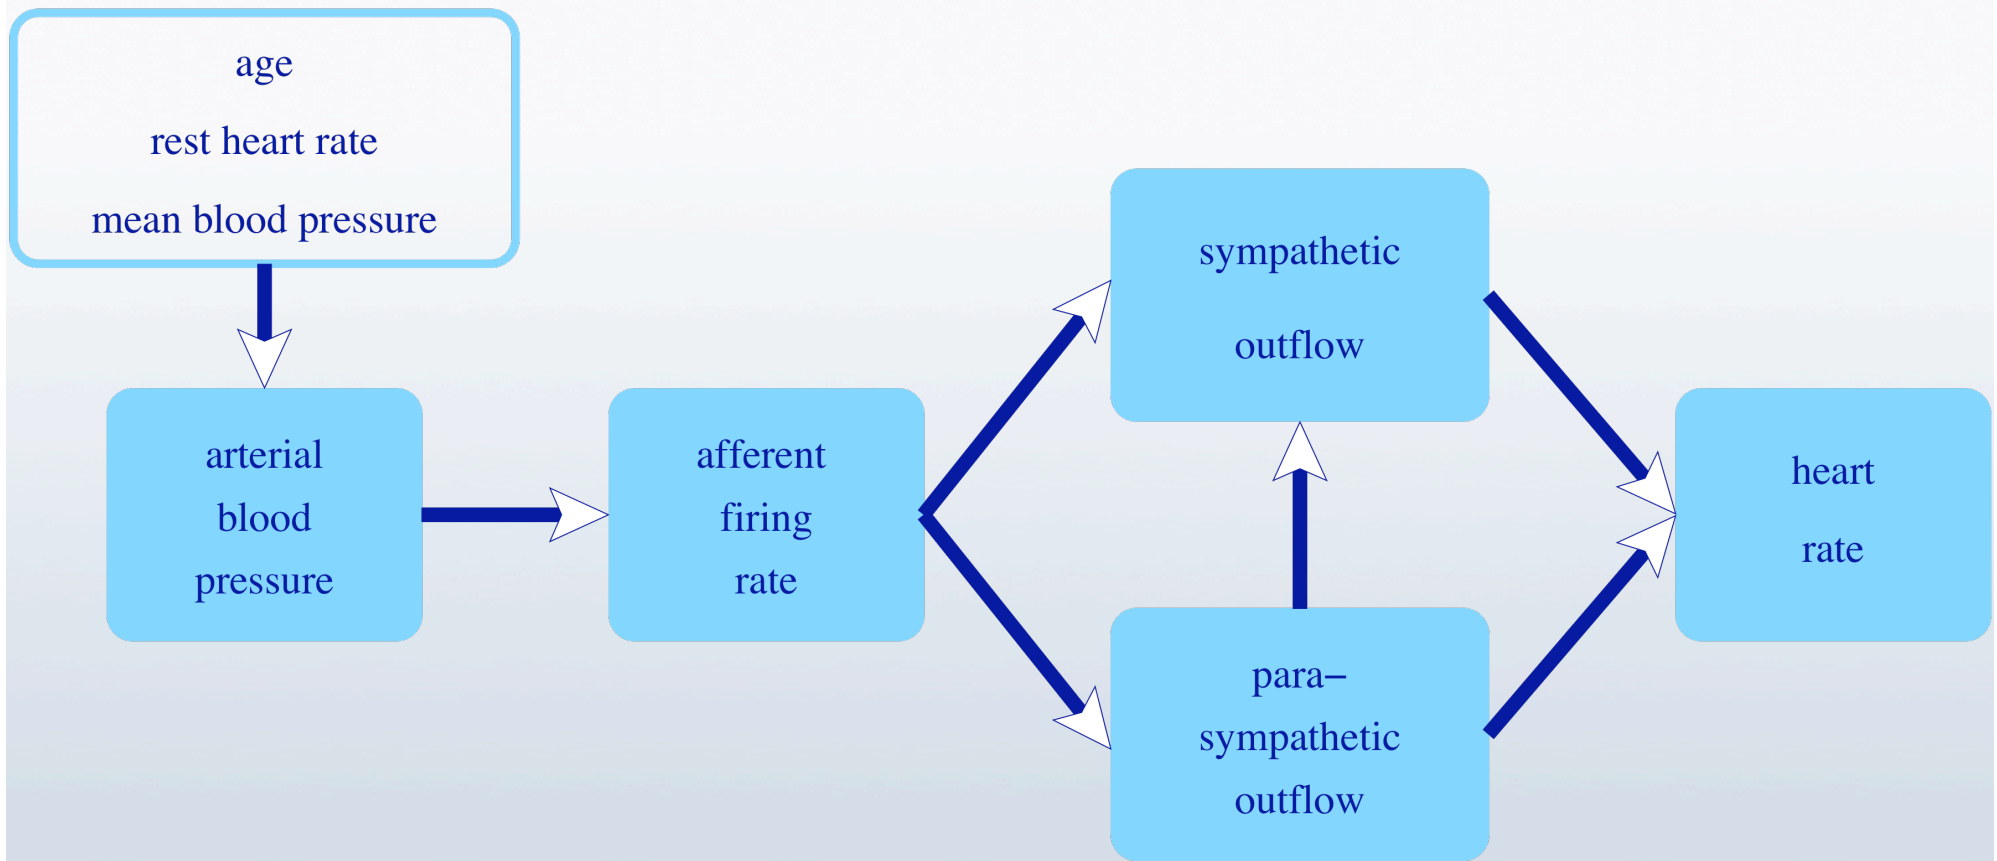 age
rest heart rate
mean blood pressure
arterial
blood
pressure
afferent
firing
rate
sympathetic
outflow
para–
sympathetic
outflow
heart
rate